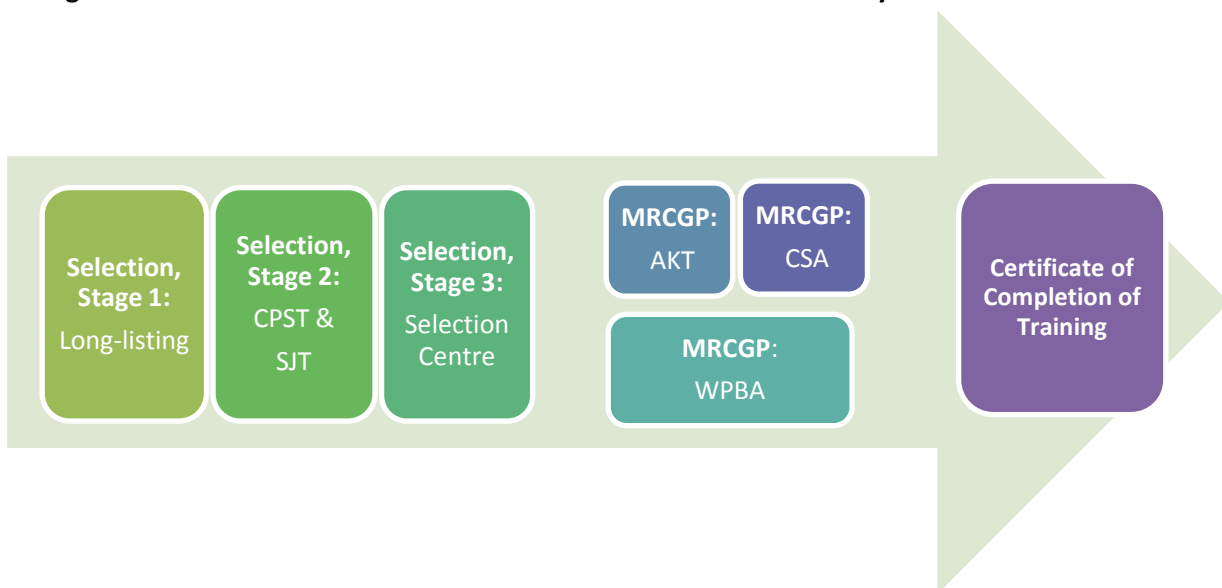 Selection,
Stage 1:
Long-listing
Selection,
Stage 2:
CPST &
SJT
Selection,
Stage 3:
Selection
Centre
MRCGP:
AKT
MRCGP:
CSA
MRCGP:
WPBA
Certificate of
Completion of
Training